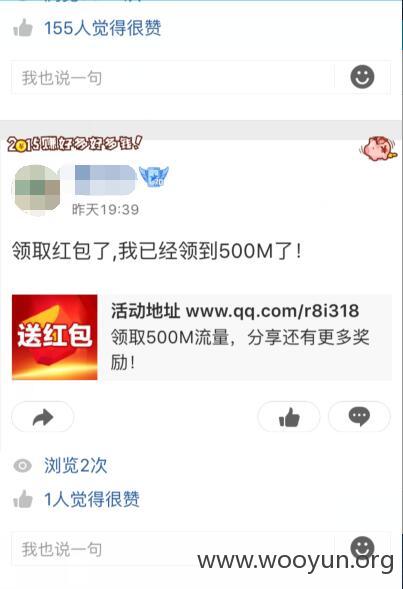 155人觉得很赞
我也说一句
2015赚好多好多钱!
昨天19:39
领取红包了,我已经领到500M了!
送红包
活动地址 www.qq.com/r8i318
领取500M流量，分享还有更多奖
励！
浏览2次
1人觉得很赞
我也说一句
www.wooyun.org